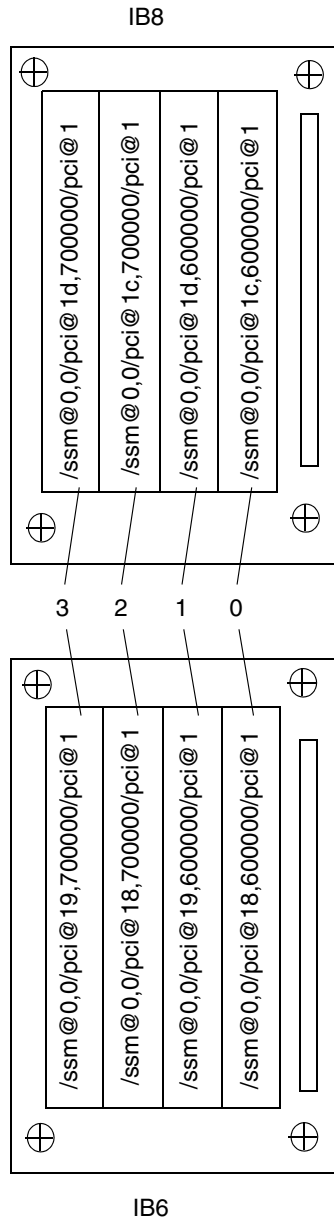 IB8
/ssm@0,0/pci@1d,700000/pci@1
/ssm@0,0/pci@1c,700000/pci@1
/ssm@0,0/pci@1d,600000/pci@1
/ssm@0,0/pci@1c,600000/pci@1
3 2 1 0
/ssm@0,0/pci@19,700000/pci@1
/ssm@0,0/pci@18,700000/pci@1
/ssm@0,0/pci@19,600000/pci@1
/ssm@0,0/pci@18,600000/pci@1
IB6